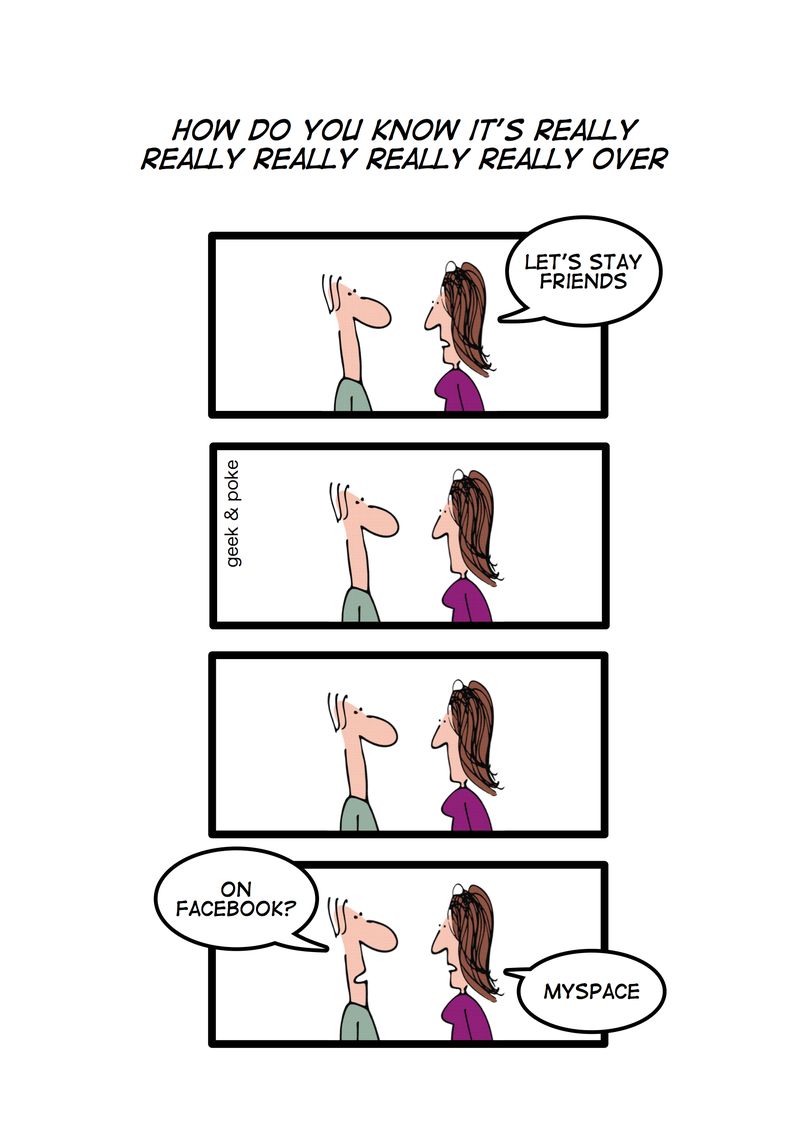 HOW DO YOU KNOW IT'S REALLY
REALLY REALLY REALLY REALLY OVER
LET'S STAY
FRIENDS
geek & poke
ON
FACEBOOK?
MYSPACE